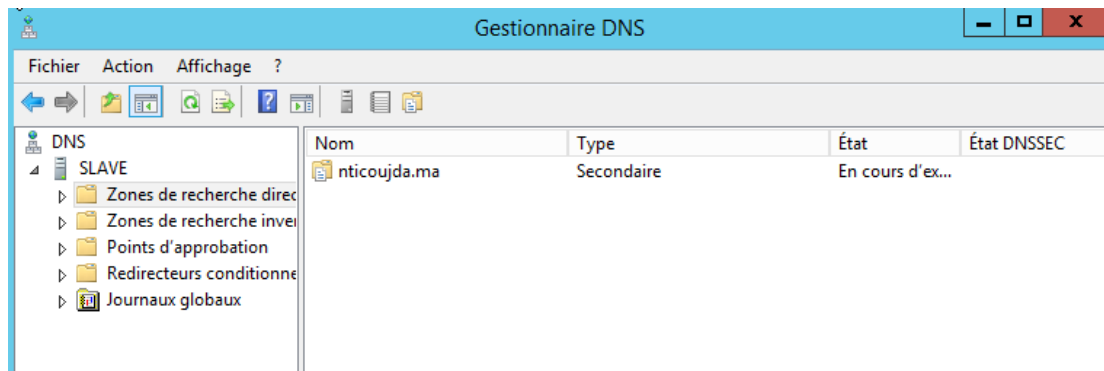 Gestionnaire DNS
Fichier Action Affichage ?
DNS
SLAVE
Zones de recherche direc
Zones de recherche inver
Points d'approbation
Redirecteurs conditionne
Journaux globaux
Nom Type État État DNSSEC
nticoujda.ma Secondaire En cours d'ex...